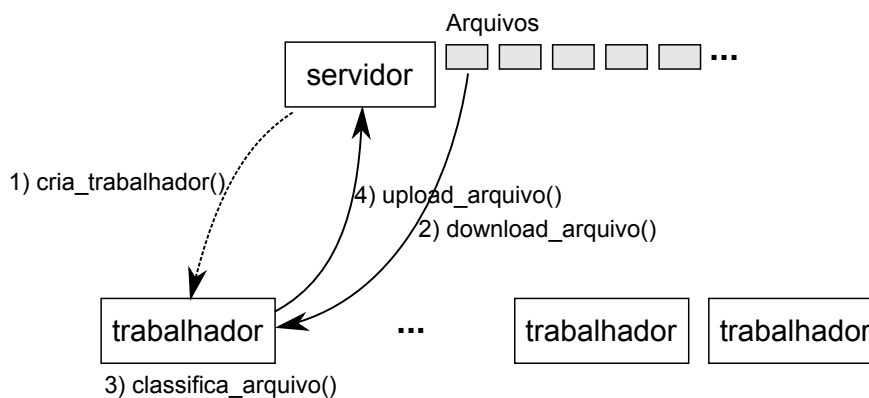 Arquivos
servidor
...
1) cria_trabalhador()
4) upload_arquivo()
2) download_arquivo()
trabalhador
...
trabalhador
trabalhador
3) classifica_arquivo()